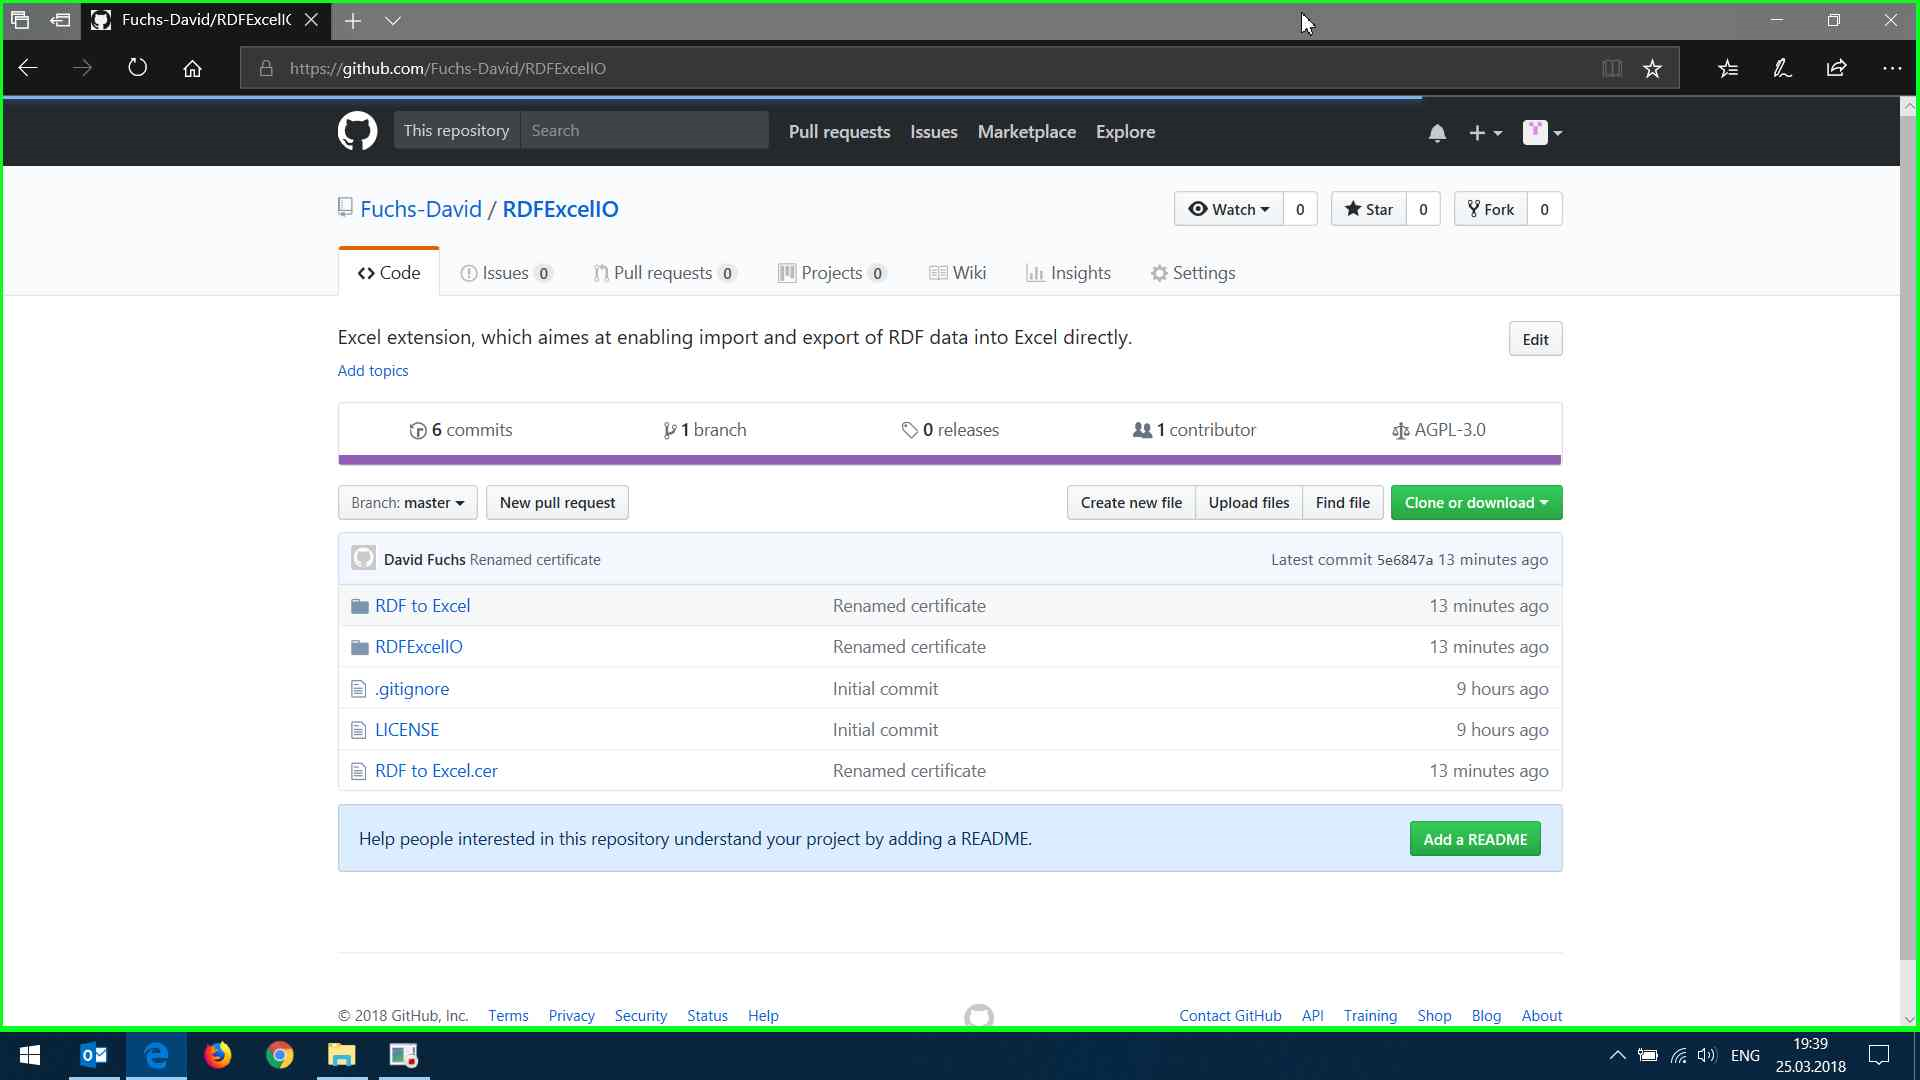 Fuchs-David/RDFExcelIO
https://github.com/Fuchs-David/RDFExcelIO
This repository Search Pull requests Issues Marketplace Explore
Fuchs-David / RDFExcelIO
Watch 0 Star 0 Fork 0
Code Issues 0 Pull requests 0 Projects 0 Wiki Insights Settings
Excel extension, which aimes at enabling import and export of RDF data into Excel directly.
Edit
Add topics
6 commits 1 branch 0 releases 1 contributor AGPL-3.0
Branch: master New pull request Create new file Upload files Find file Clone or download
David Fuchs Renamed certificate Latest commit 5e6847a 13 minutes ago
RDF to Excel Renamed certificate 13 minutes ago
RDFExcelIO Renamed certificate 13 minutes ago
.gitignore Initial commit 9 hours ago
LICENSE Initial commit 9 hours ago
RDF to Excel.cer Renamed certificate 13 minutes ago
Help people interested in this repository understand your project by adding a README. Add a README
© 2018 GitHub, Inc. Terms Privacy Security Status Help Contact GitHub API Training Shop Blog About
ENG 19:39
25.03.2018